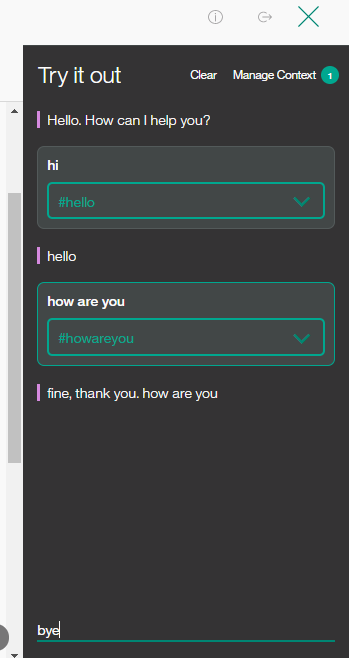 Try it out
Clear
Manage Context 1
Hello. How can I help you?
hi
#hello
hello
how are you
#howareyou
fine, thank you. how are you
bye